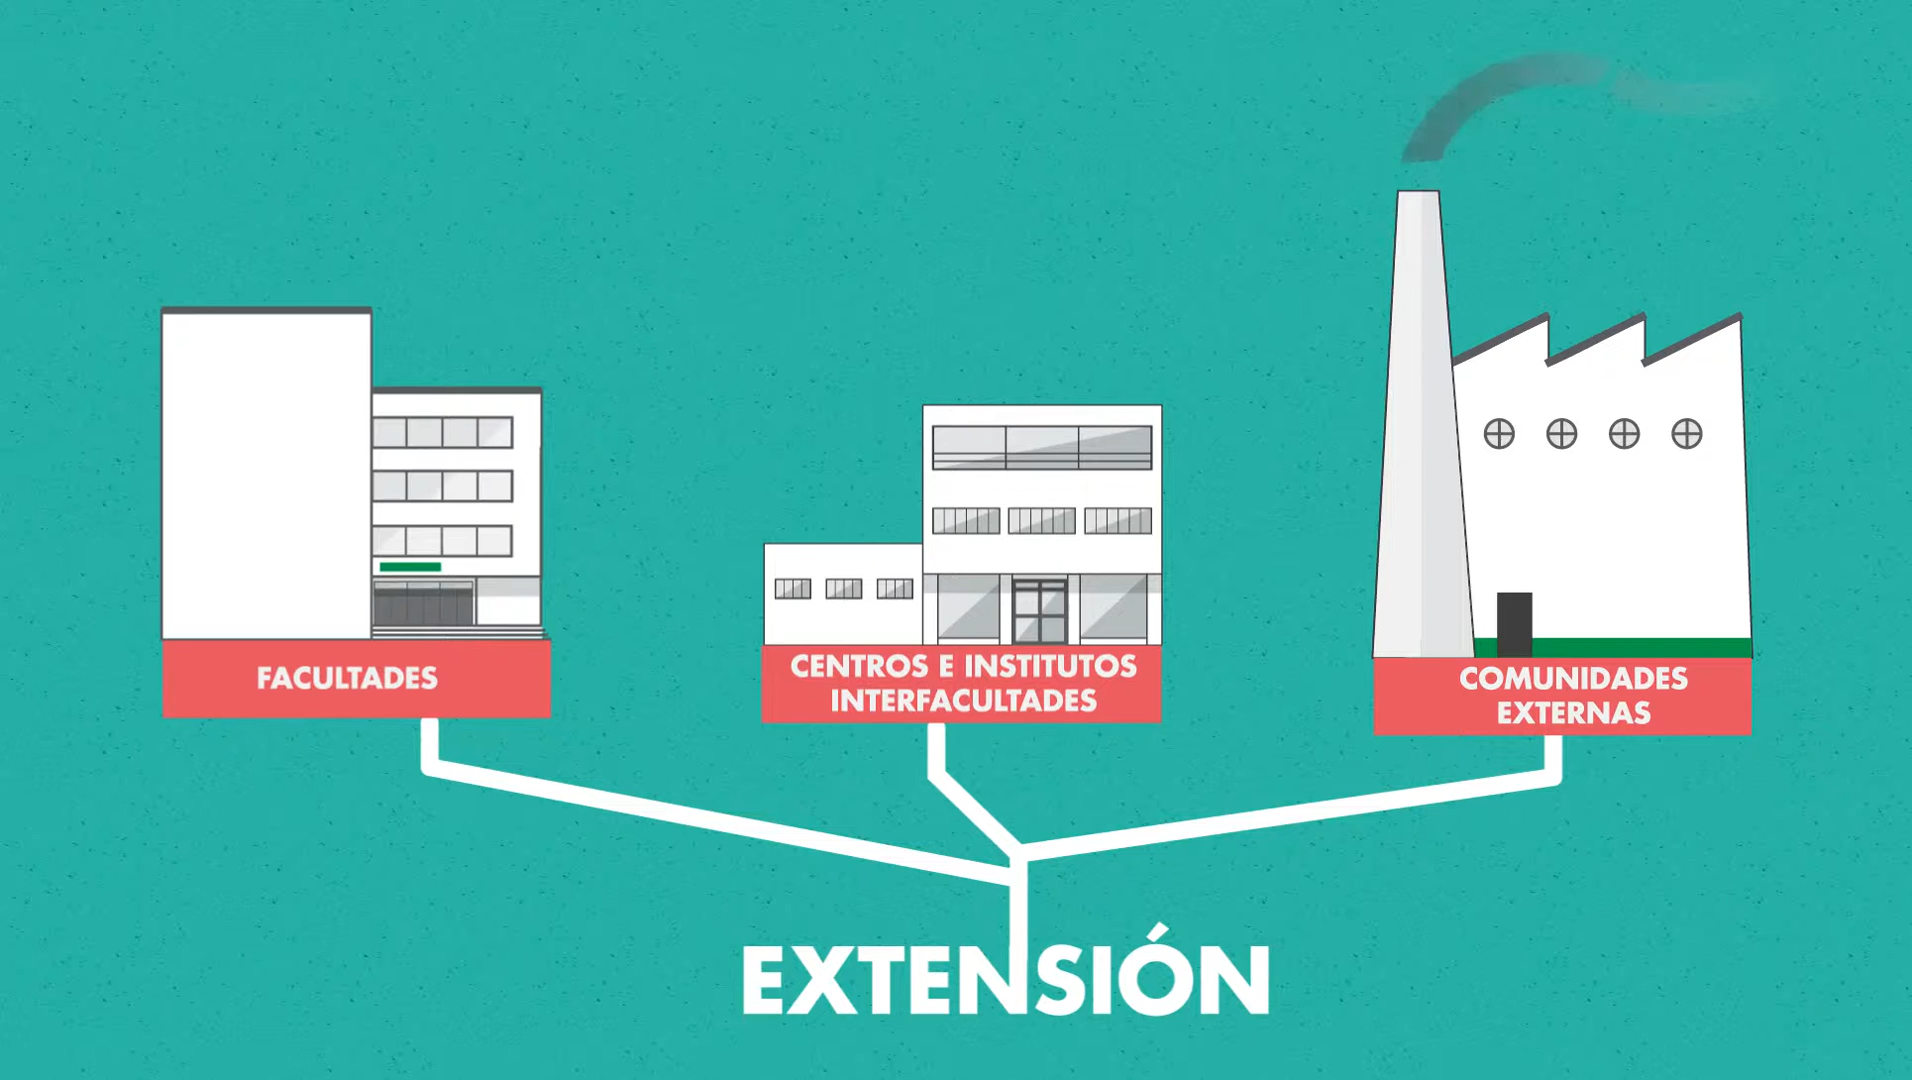 FACULTADES
CENTROS E INSTITUTOS
INTERFACULTADES
COMUNIDADES
EXTERNAS
EXTENSIÓN